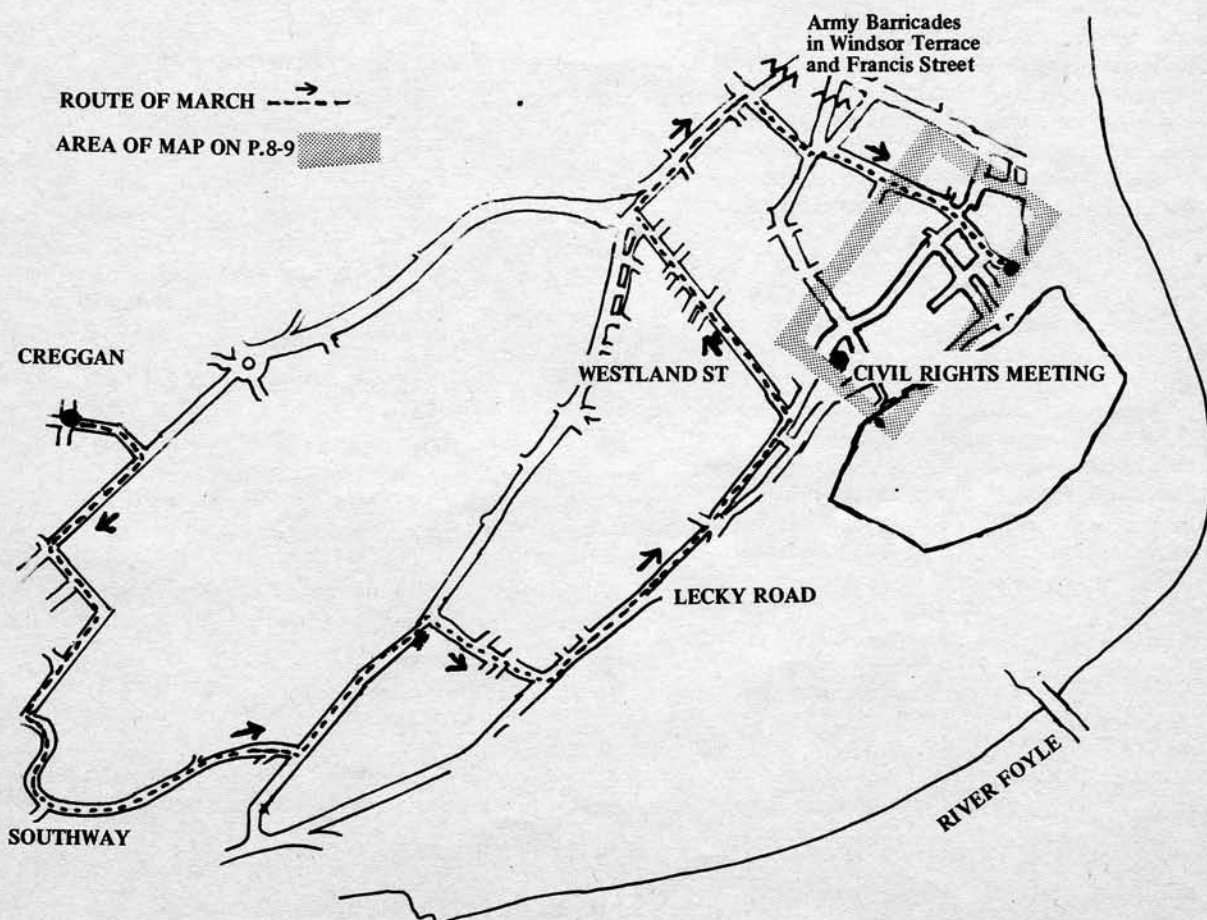 Army Barricades
in Windsor Terrace
and Francis Street
ROUTE OF MARCH
AREA OF MAP ON P.8-9
CREGGAN
WESTLAND ST
CIVIL RIGHTS MEETING
LECKY ROAD
RIVER FOYLE
SOUTHWAY